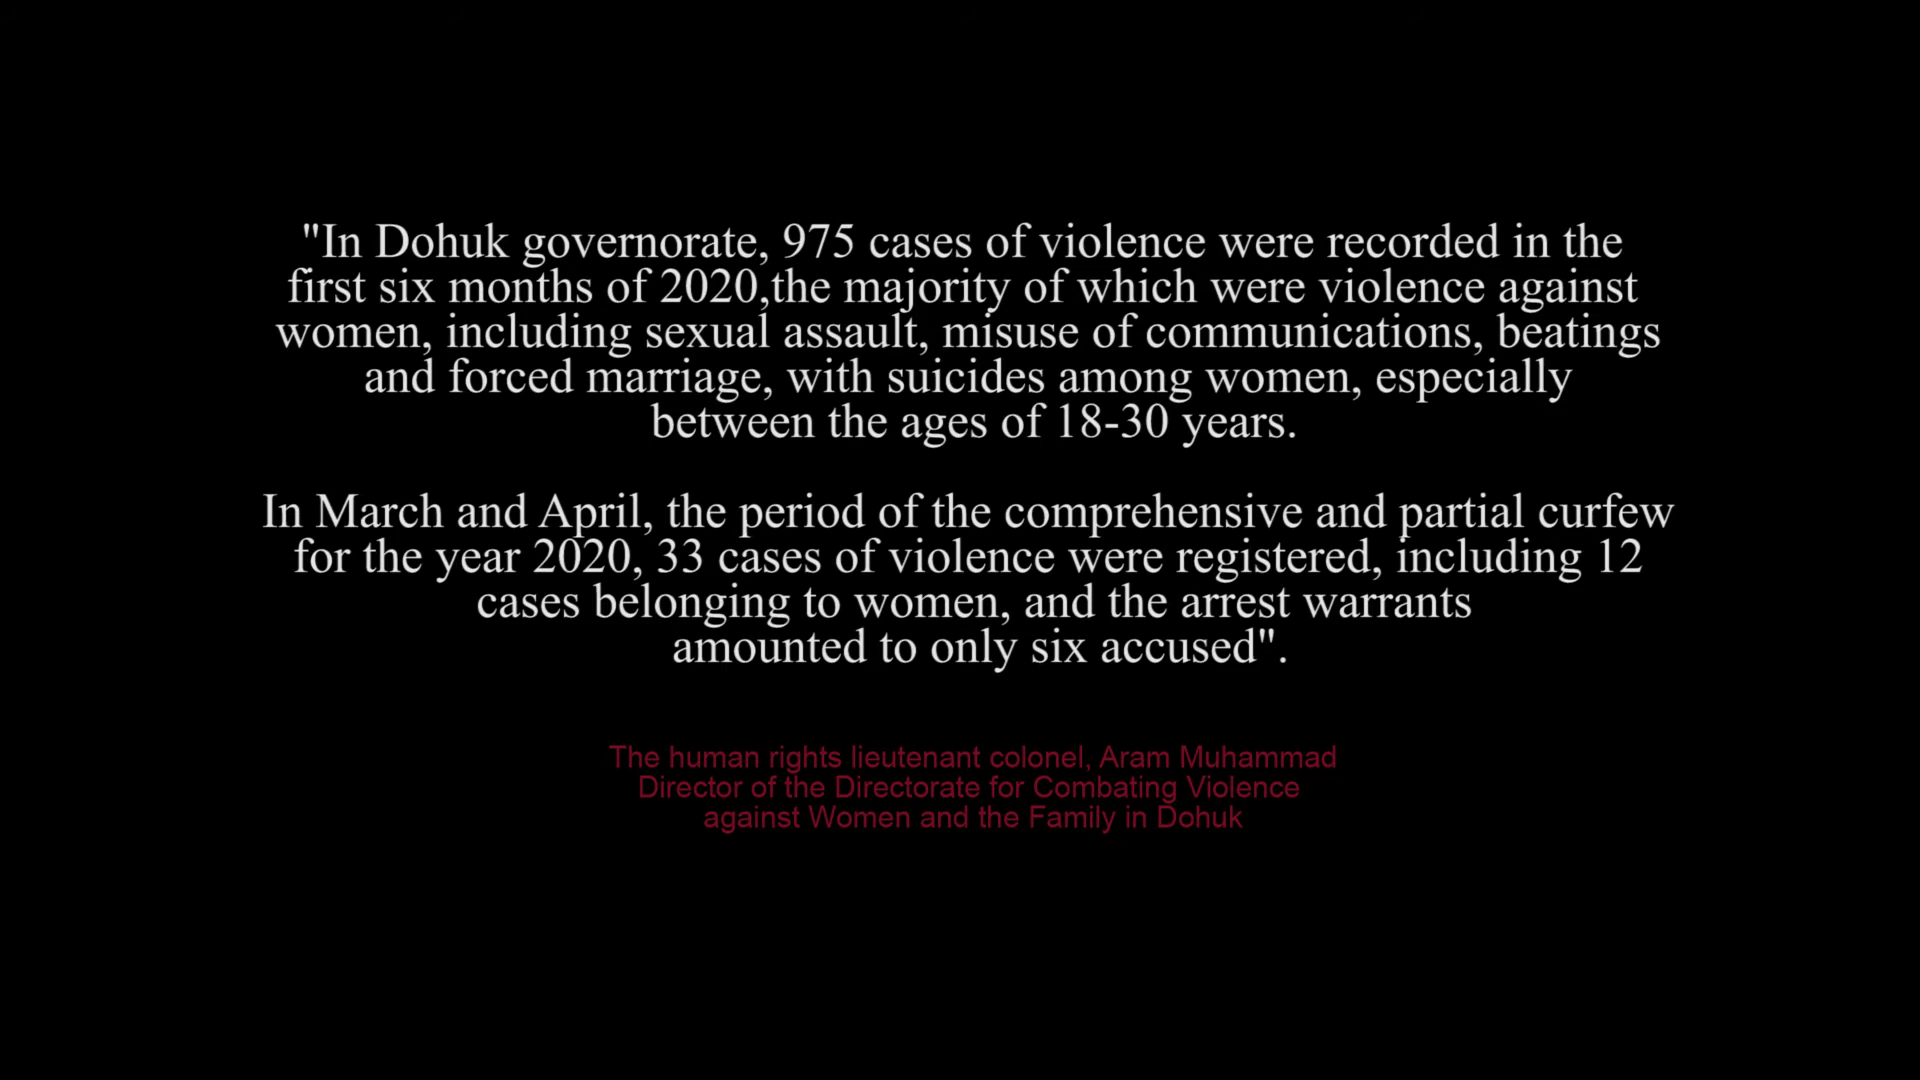 "In Dohuk governorate, 975 cases of violence were recorded in the
first six months of 2020,the majority of which were violence against
women, including sexual assault, misuse of communications, beatings
and forced marriage, with suicides among women, especially
between the ages of 18-30 years.
In March and April, the period of the comprehensive and partial curfew
for the year 2020, 33 cases of violence were registered, including 12
cases belonging to women, and the arrest warrants
amounted to only six accused".
The human rights lieutenant colonel, Aram Muhammad
Director of the Directorate for Combating Violence
against Women and the Family in Dohuk